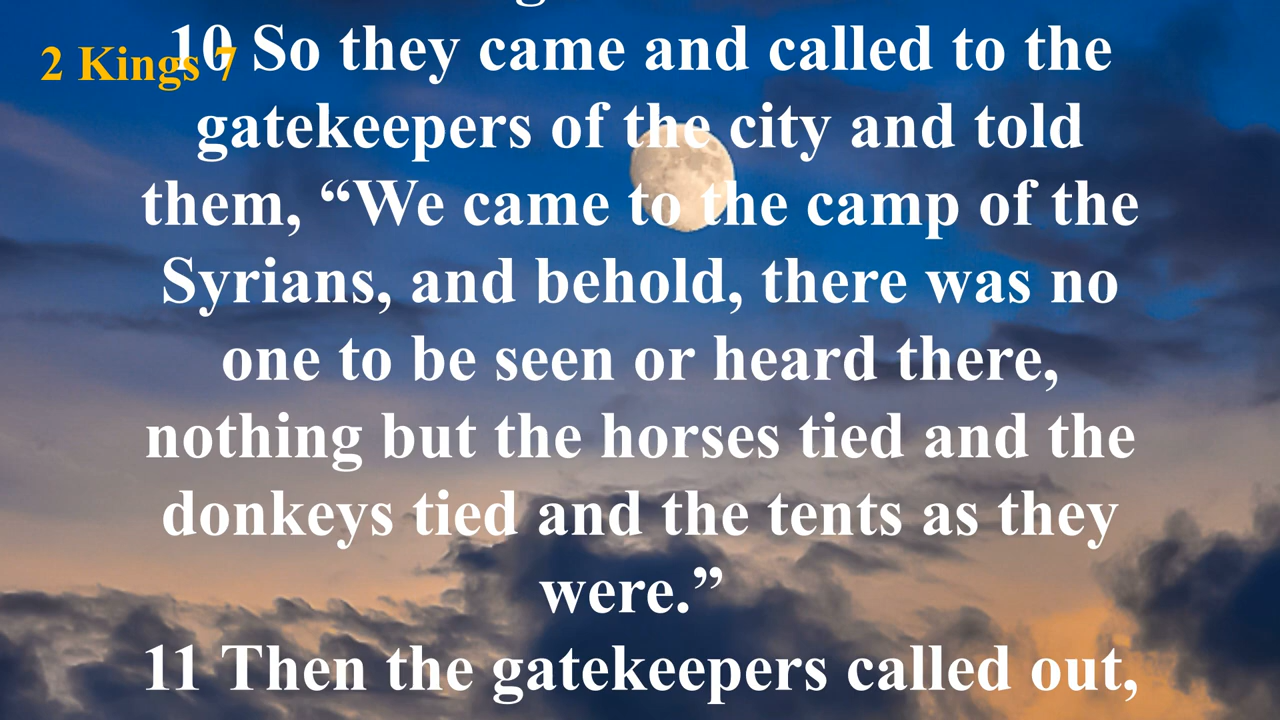 2 Kings 7
10 So they came and called to the
gatekeepers of the city and told
them, “We came to the camp of the
Syrians, and behold, there was no
one to be seen or heard there,
nothing but the horses tied and the
donkeys tied and the tents as they
were.”
11 Then the gatekeepers called out,